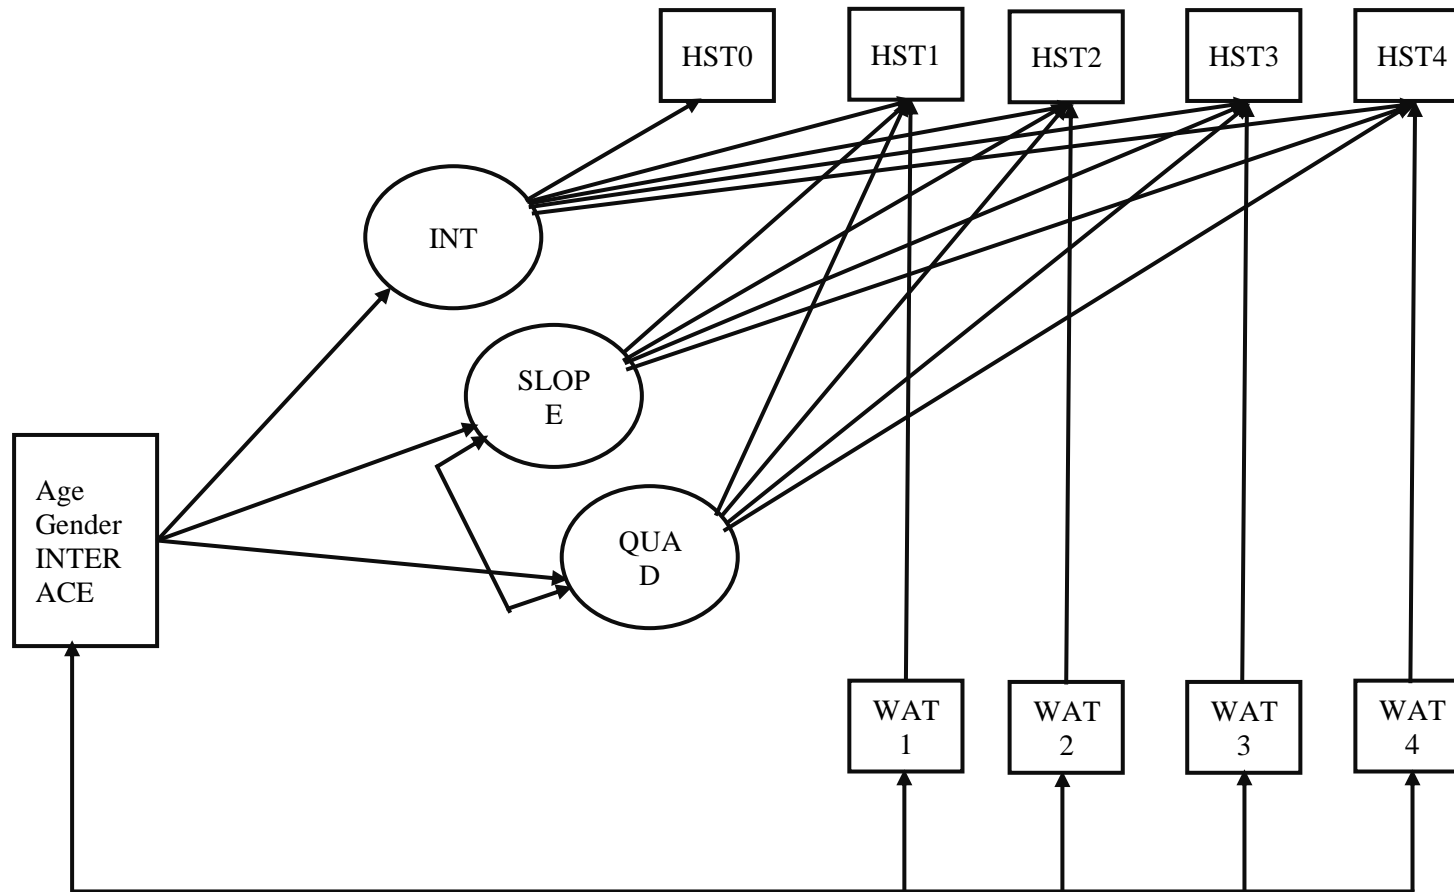 HST0
HST1
HST2
HST3
HST4
INT
SLOP
E
QUA
D
Age
Gender
INTER
ACE
WAT
1
WAT
2
WAT
3
WAT
4